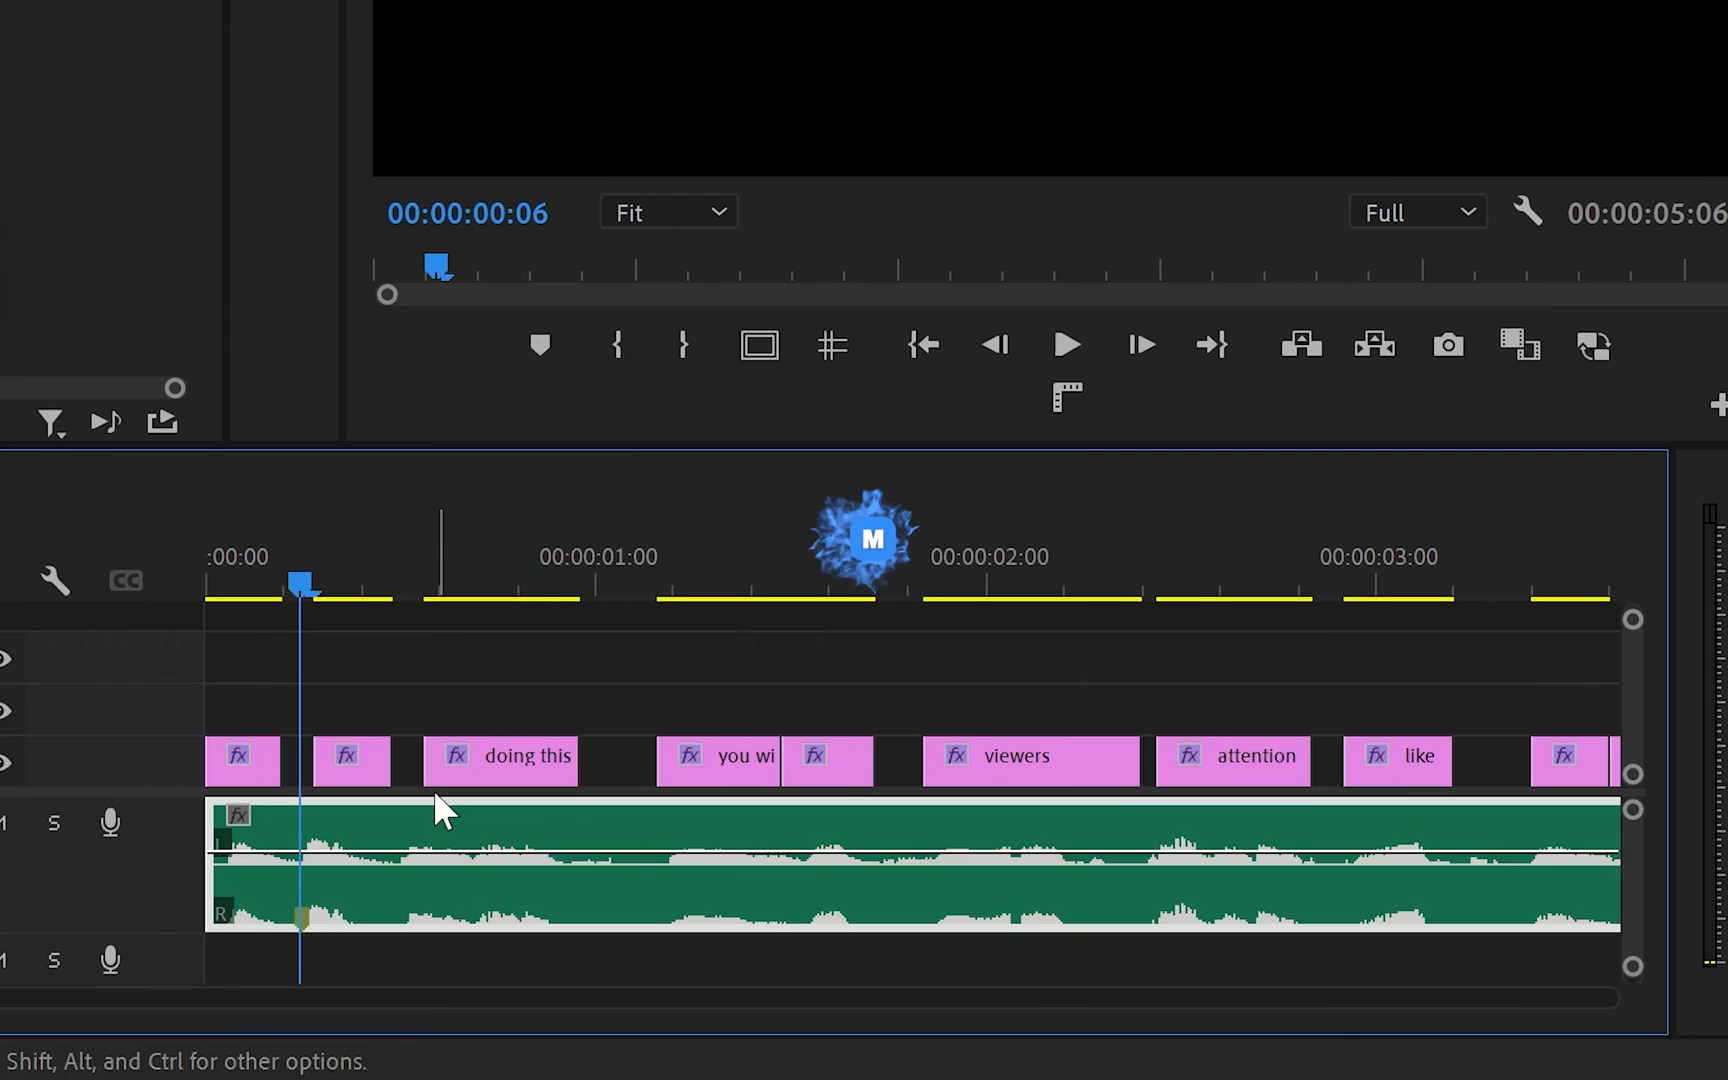 00:00:00:06
Fit
Full
00:00:05:06
M
:00:00
00:00:01:00
00:00:02:00
00:00:03:00
CC
fx
fx
fx doing this
fx you wi
fx
fx viewers
fx attention
fx like
fx
S
fx
L
R
S
Shift, Alt, and Ctrl for other options.